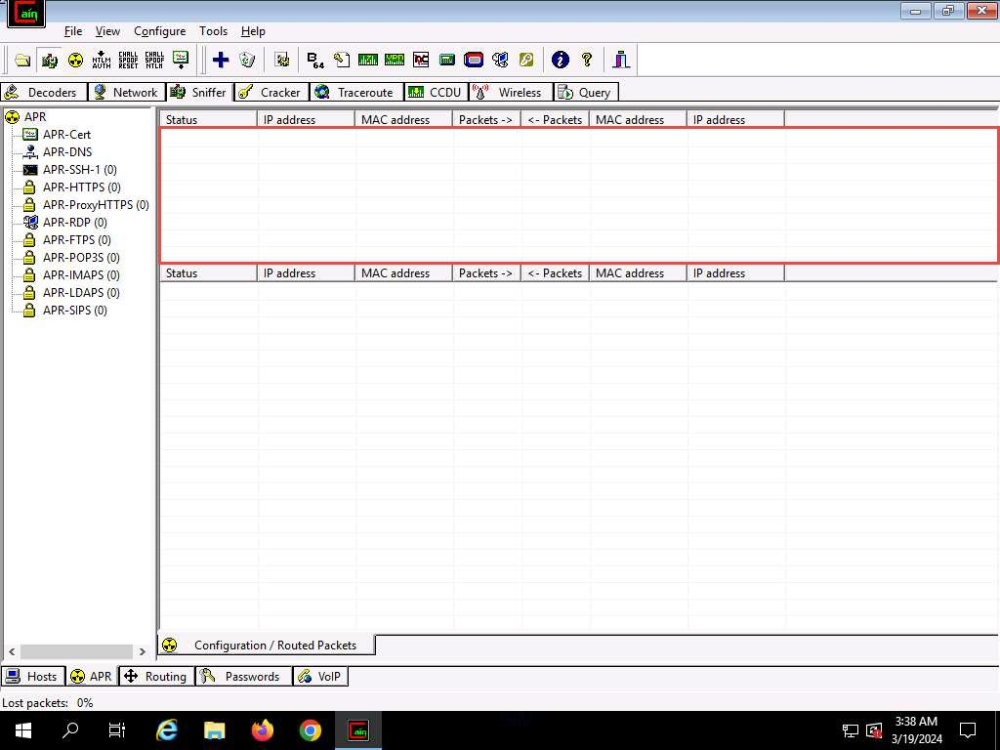 Cain
File View Configure Tools Help
NTLM AUTH CHALL SPOOF RESET CHALL SPOOF NTLM B64
Decoders Network Sniffer Cracker Traceroute CCDU Wireless Query
APR
APR-Cert
APR-DNS
APR-SSH-1 (0)
APR-HTTPS (0)
APR-ProxyHTTPS (0)
APR-RDP (0)
APR-FTPS (0)
APR-POP3S (0)
APR-IMAPS (0)
APR-LDAPS (0)
APR-SIPS (0)
Status IP address MAC address Packets -> <- Packets MAC address IP address
Status IP address MAC address Packets -> <- Packets MAC address IP address
Configuration / Routed Packets
Hosts APR Routing Passwords VoIP
Lost packets: 0%
Cain
3:38 AM
3/19/2024